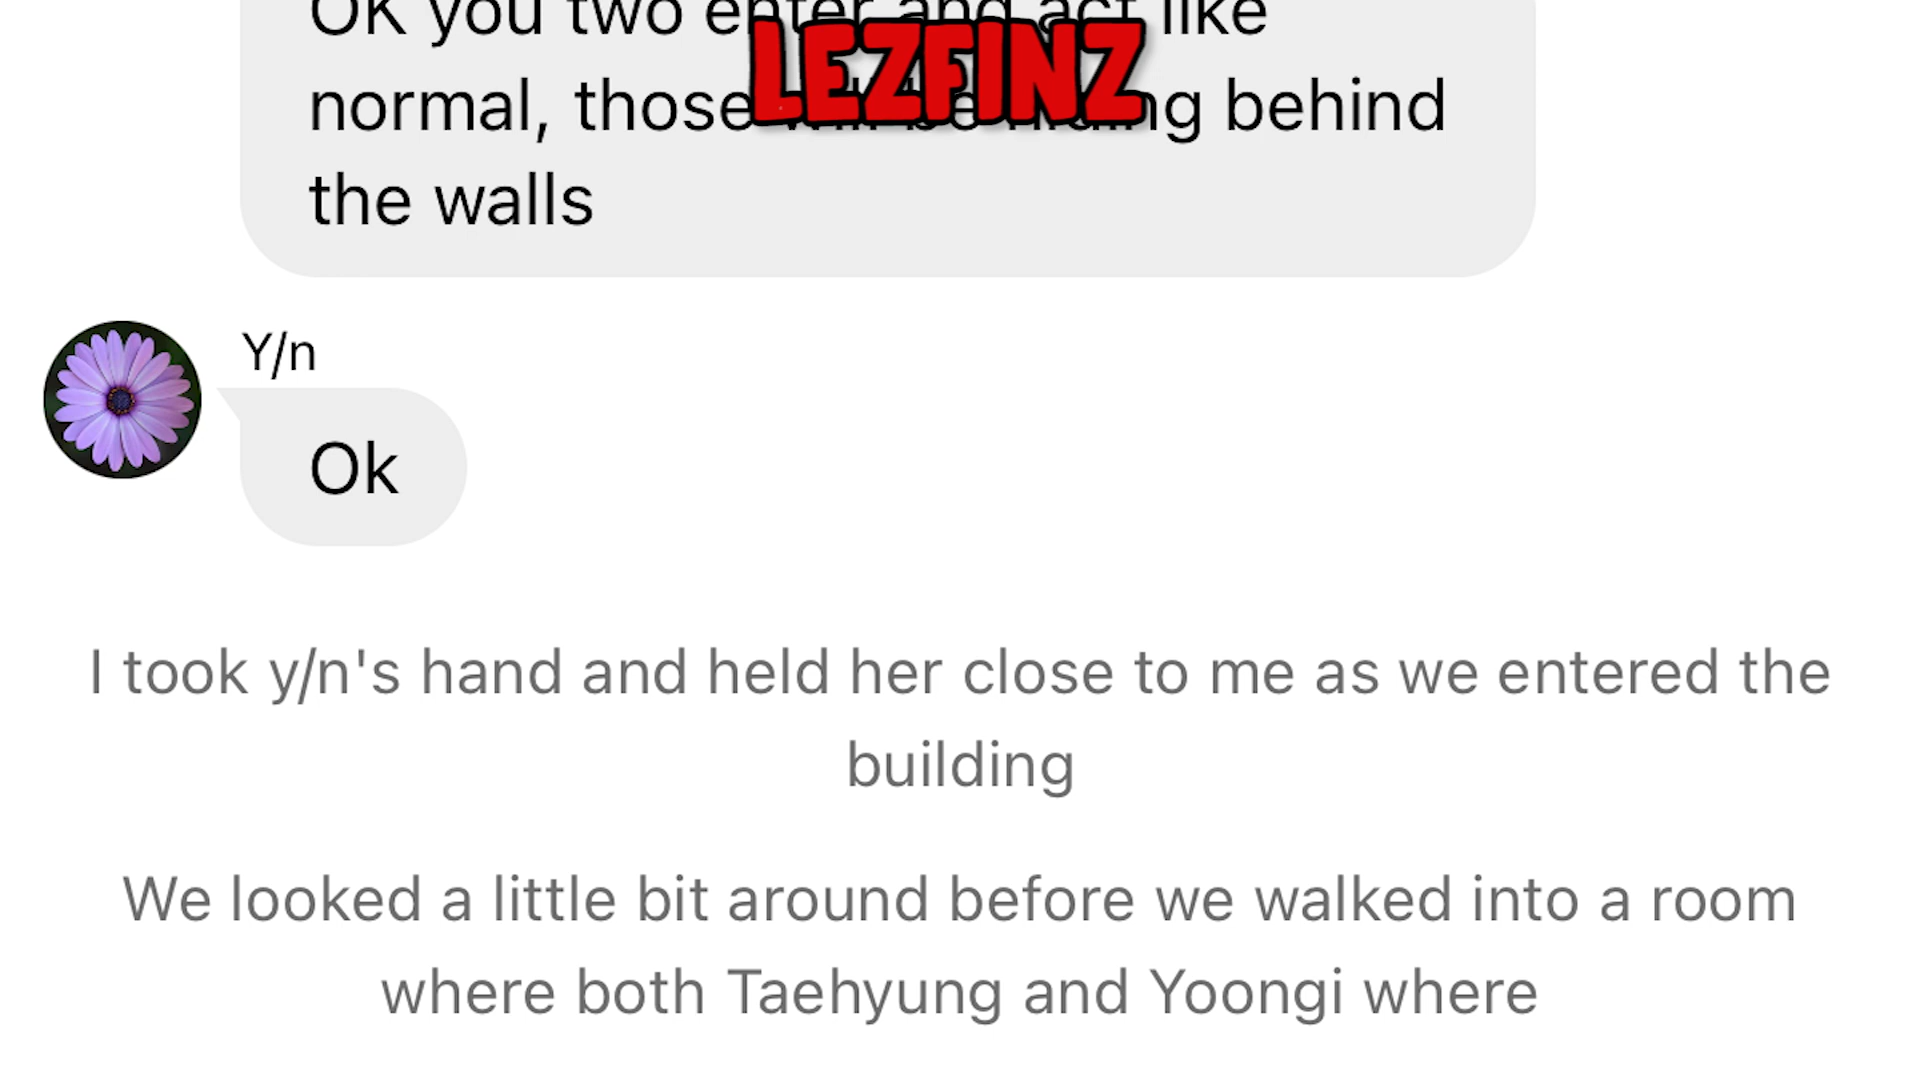 OK you two enter and act like
LEZFINZ
normal, those will be hiding behind
the walls
Y/n
Ok
I took y/n's hand and held her close to me as we entered the
building
We looked a little bit around before we walked into a room
where both Taehyung and Yoongi where